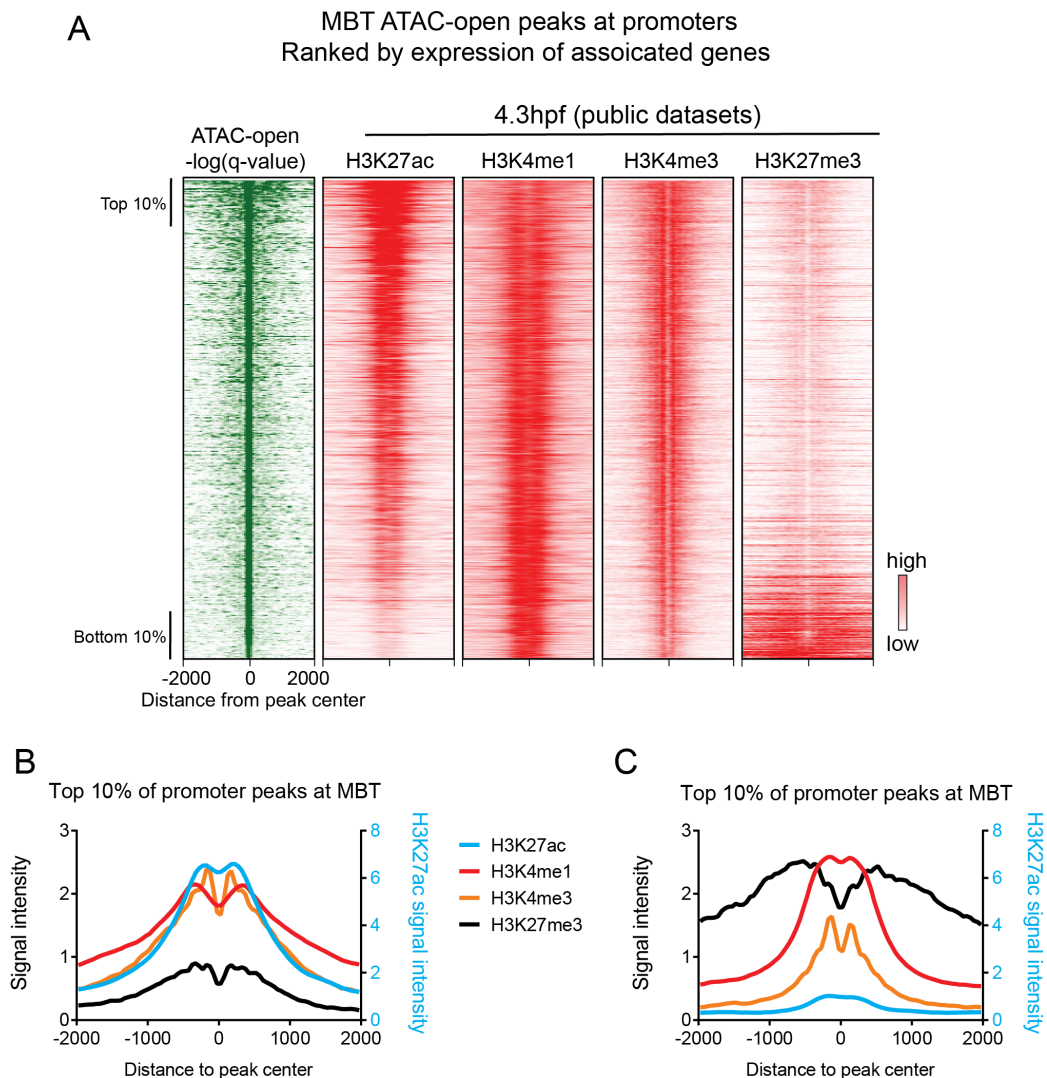 A
MBT ATAC-open peaks at promoters
Ranked by expression of assoicated genes
4.3hpf (public datasets)
ATAC-open
-log(q-value)
H3K27ac
H3K4me1
H3K4me3
H3K27me3
Top 10%
Bottom 10%
high
low
-2000 0 2000
Distance from peak center
B
Top 10% of promoter peaks at MBT
Signal intensity
3
2
1
0
8
6
4
2
0
H3K27ac signal intensity
-2000 -1000 0 1000 2000
Distance to peak center
H3K27ac
H3K4me1
H3K4me3
H3K27me3
C
Top 10% of promoter peaks at MBT
Signal intensity
3
2
1
0
8
6
4
2
0
H3K27ac signal intensity
-2000 -1000 0 1000 2000
Distance to peak center